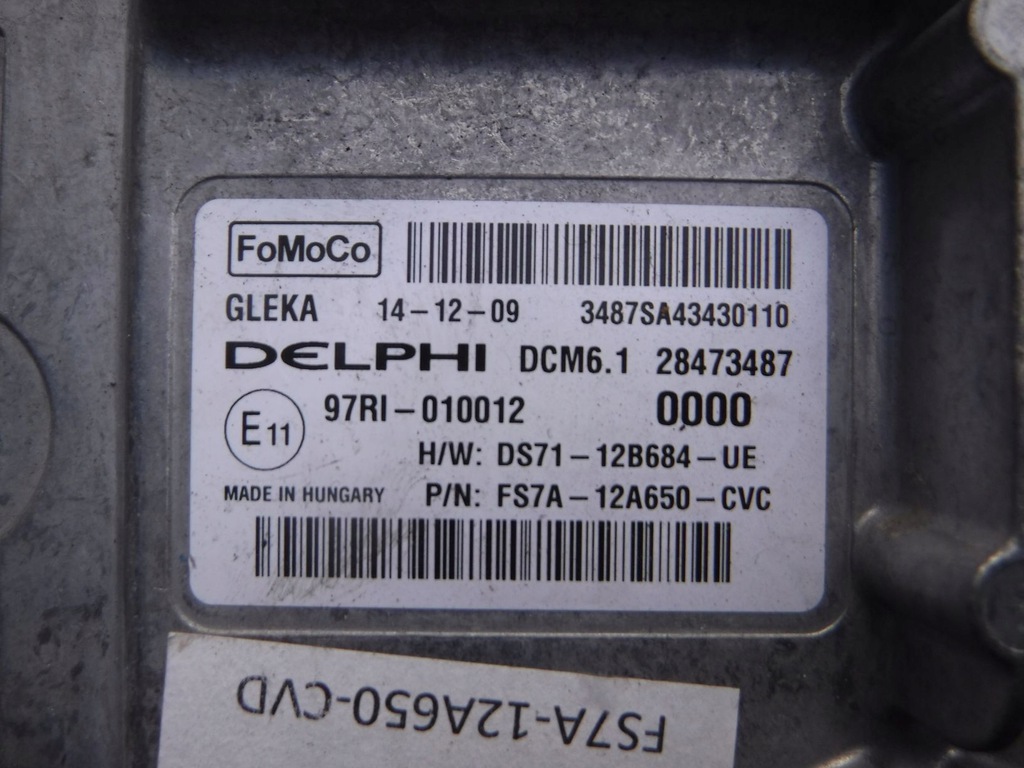 FoMoCo
GLEKA 14-12-09 3487SA43430110
DELPHI DCM6.1 28473487
E11 97RI-010012 0000
H/W: DS71-12B684-UE
MADE IN HUNGARY P/N: FS7A-12A650-CVC
FS7A-12A650-CVD